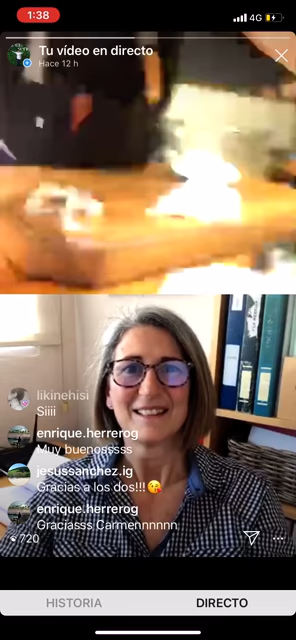 1:38
4G
Tu vídeo en directo
Hace 12 h
likinehisi
Siiii
enrique.herrerog
Muy buenosssss
jesussanchez.ig
Gracias a los dos!!!😘
enrique.herrerog
Graciasss Carmennnnnn
720
HISTORIA
DIRECTO